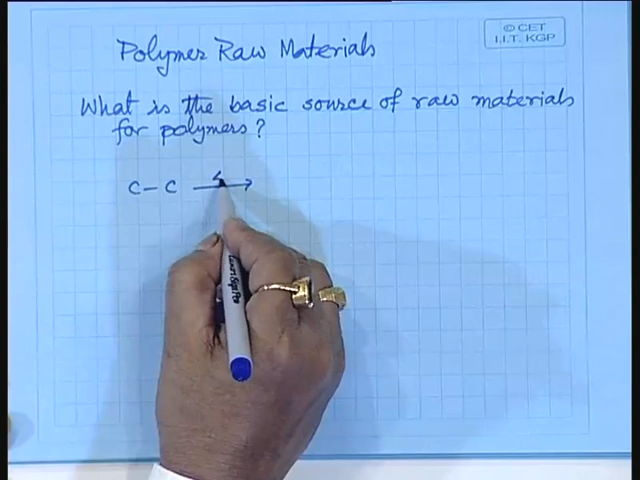 © CET
I.I.T. KGP
Polymer Raw Materials
What is the basic source of raw materials
for polymers?
C – C →